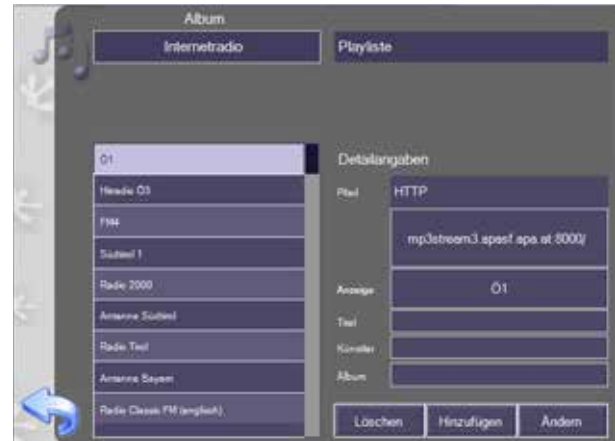 Album
Internetradio
Playliste
Ö1
Hitradio Ö3
FM4
Südtirol 1
Radio 2000
Antenne Südtirol
Radio Tirol
Antenne Bayern
Radio Classic FM (englisch)
Detailangaben
Pfad
HTTP
mp3stream3.apasf.apa.at:8000/
Anzeige
Ö1
Titel
Künstler
Album
Löschen
Hinzufügen
Ändern